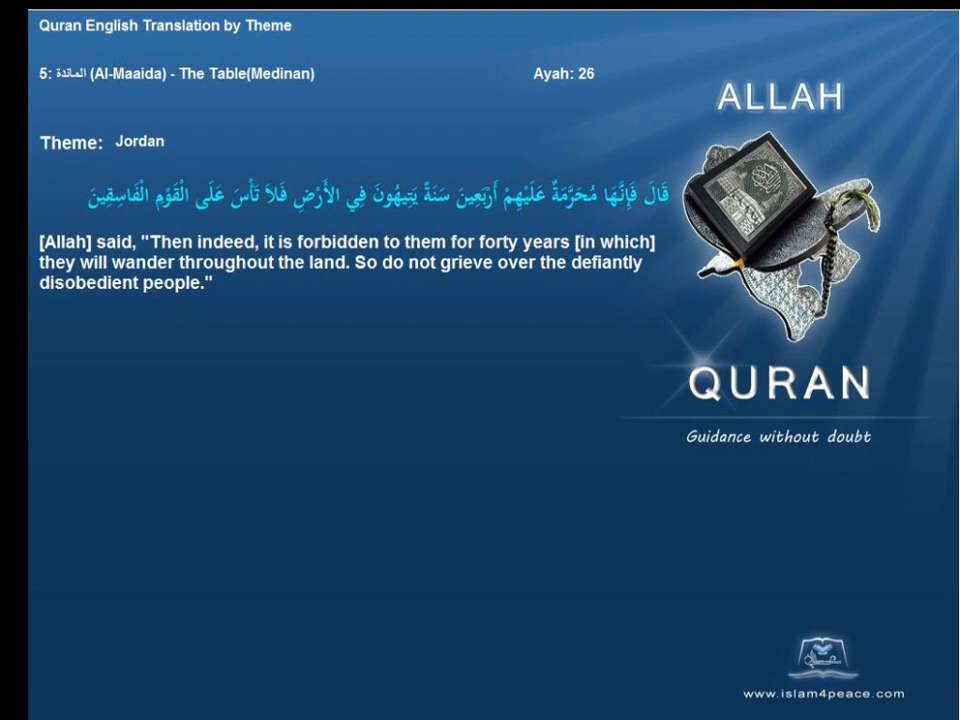 Quran English Translation by Theme
5: المائدة (Al-Maaida) - The Table(Medinan)
Ayah: 26
ALLAH
Theme: Jordan
قَالَ فَإِنَّهَا مُحَرَّمَةٌ عَلَيْهِمْ أَرْبَعِينَ سَنَةً يَتِيهُونَ فِي الأَرْضِ فَلاَ تَأْسَ عَلَى الْقَوْمِ الْفَاسِقِينَ
[Allah] said, "Then indeed, it is forbidden to them for forty years [in which]
they will wander throughout the land. So do not grieve over the defiantly
disobedient people."
QURAN
Guidance without doubt
www.islam4peace.com